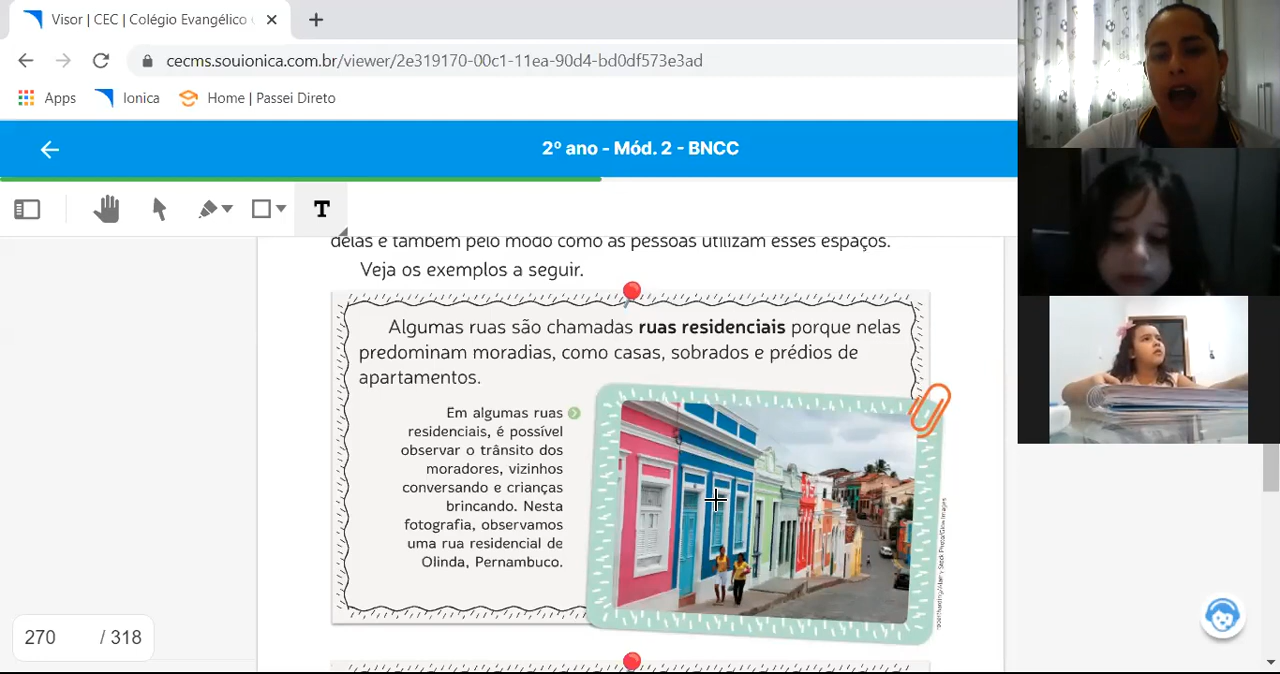 Visor | CEC | Colégio Evangélico
cecms.souionica.com.br/viewer/2e319170-00c1-11ea-90d4-bd0df573e3ad
Apps Ionica Home | Passei Direto
2º ano - Mód. 2 - BNCC
T
delas e também pelo modo como as pessoas utilizam esses espaços.
Veja os exemplos a seguir.
Algumas ruas são chamadas ruas residenciais porque nelas
predominam moradias, como casas, sobrados e prédios de
apartamentos.
Em algumas ruas
residenciais, é possível
observar o trânsito dos
moradores, vizinhos
conversando e crianças
brincando. Nesta
fotografia, observamos
uma rua residencial de
Olinda, Pernambuco.
270 / 318